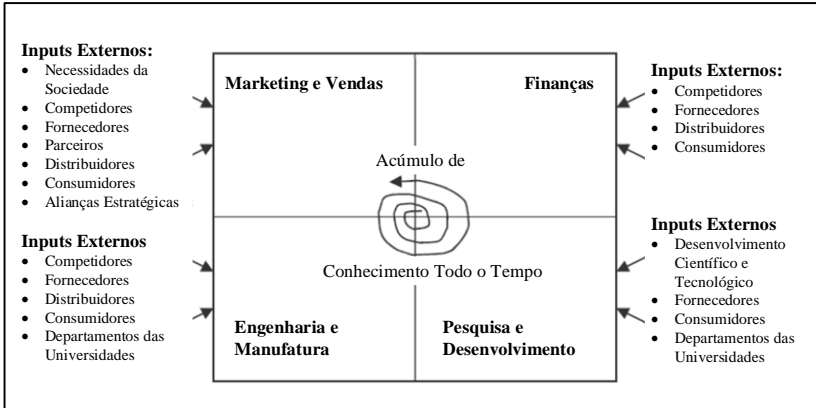 Inputs Externos:
• Necessidades da
Sociedade
• Competidores
• Fornecedores
• Parceiros
• Distribuidores
• Consumidores
• Alianças Estratégicas
Inputs Externos
• Competidores
• Fornecedores
• Distribuidores
• Consumidores
• Departamentos das
Universidades
Marketing e Vendas
Finanças
Acúmulo de
Conhecimento Todo o Tempo
Engenharia e
Manufatura
Pesquisa e
Desenvolvimento
Inputs Externos:
• Competidores
• Fornecedores
• Distribuidores
• Consumidores
Inputs Externos
• Desenvolvimento
Científico e
Tecnológico
• Fornecedores
• Consumidores
• Departamentos das
Universidades